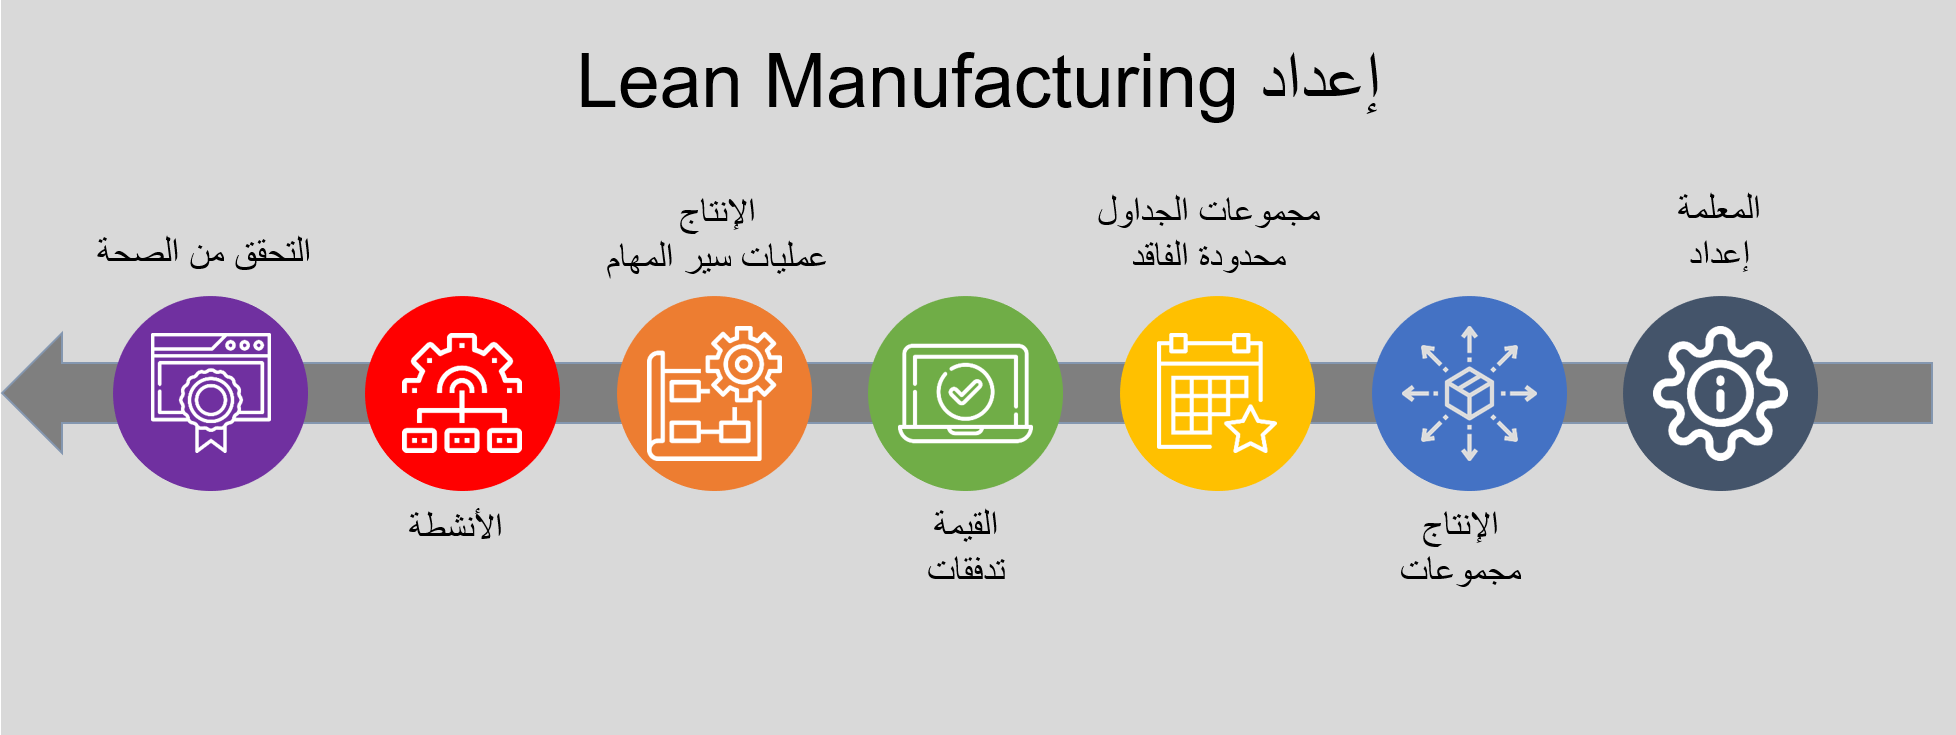 إعداد Lean Manufacturing
المعلمة
إعداد
الإنتاج
مجموعات
مجموعات الجداول
محدودة الفاقد
القيمة
تدفقات
الإنتاج
عمليات سير المهام
الأنشطة
التحقق من الصحة